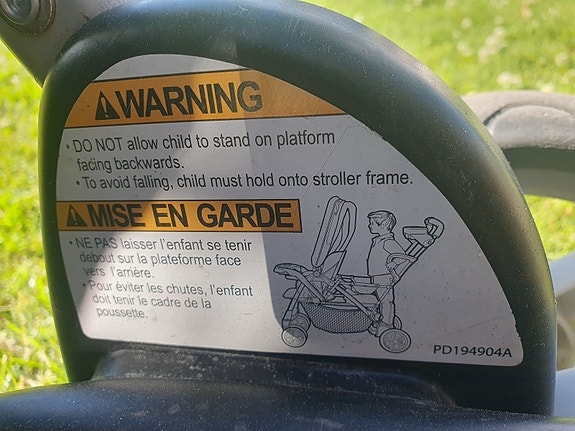 WARNING
• DO NOT allow child to stand on platform
facing backwards.
• To avoid falling, child must hold onto stroller frame.
MISE EN GARDE
• NE PAS laisser l'enfant se tenir
debout sur la plateforme face
vers l'arrière.
• Pour éviter les chutes, l'enfant
doit tenir le cadre de la
poussette.
PD194904A